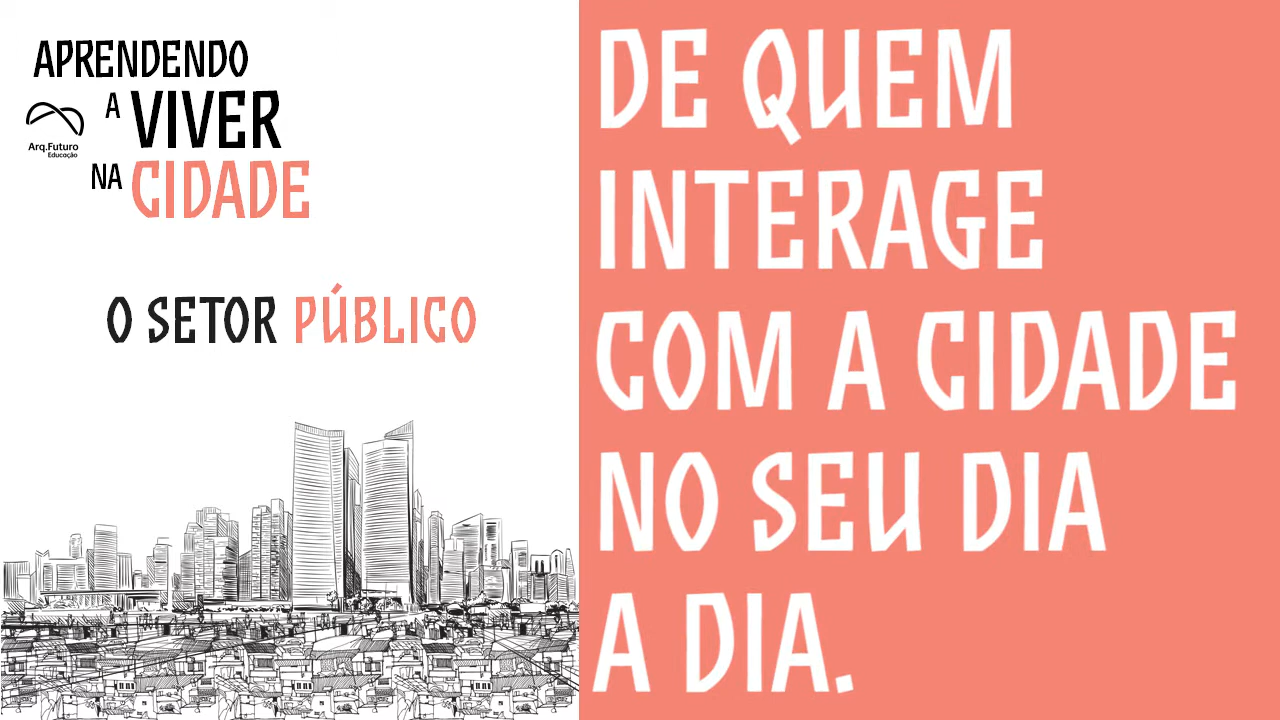 APRENDENDO
A VIVER
NA CIDADE
Arq.Futuro
Educação
O SETOR PÚBLICO
DE QUEM
INTERAGE
COM A CIDADE
NO SEU DIA
A DIA.